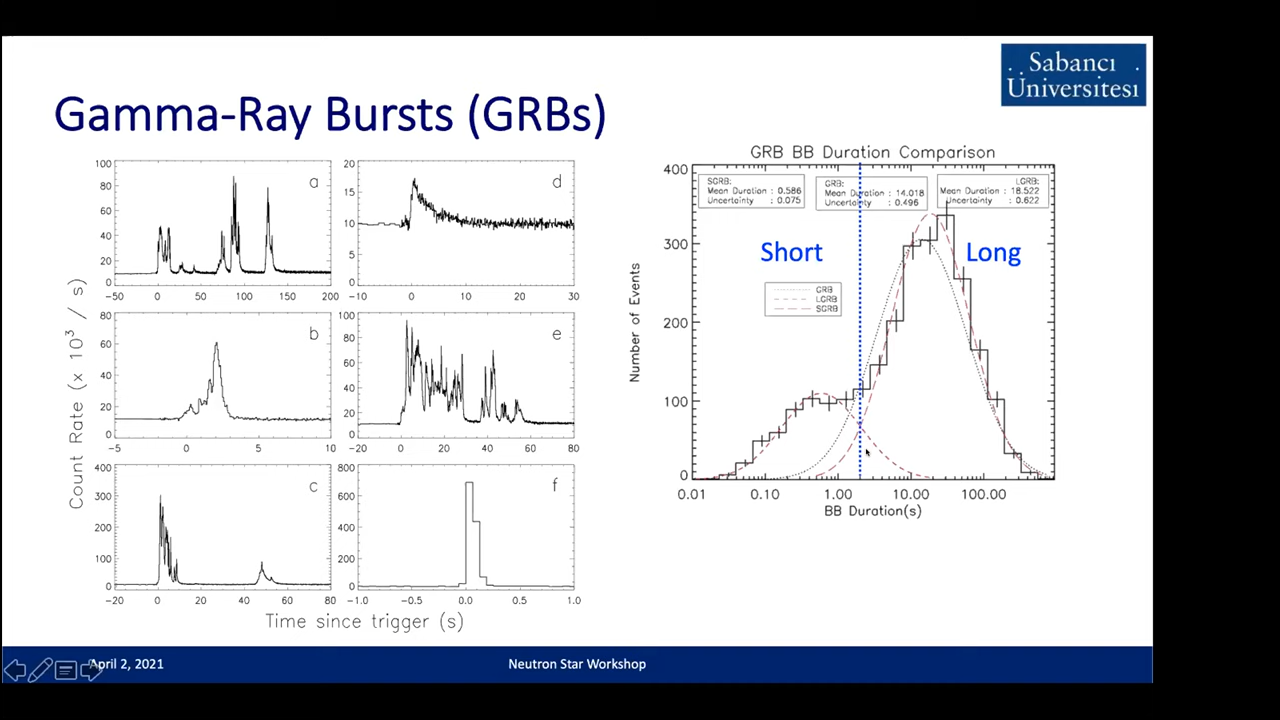 . Sabancı .
Üniversitesi
Gamma-Ray Bursts (GRBs)
Count Rate (x 10³ / s)
100
80
60
40
20
0
a
-50
0
50
100
150
200
20
15
10
5
0
d
-10
0
10
20
30
80
60
40
20
0
b
-5
0
5
10
100
80
60
40
20
0
e
-20
0
20
40
60
80
400
300
200
100
0
c
-20
0
20
40
60
80
800
600
400
200
0
f
-1.0
-0.5
0.0
0.5
1.0
Time since trigger (s)
GRB BB Duration Comparison
SGRB:
Mean Duration : 0.586
Uncertainty : 0.075
GRB:
Mean Duration : 14.018
Uncertainty : 0.496
LGRB:
Mean Duration : 18.522
Uncertainty : 0.622
Short
Long
GRB
LGRB
SGRB
Number of Events
400
300
200
100
0
0.01
0.10
1.00
10.00
100.00
BB Duration(s)
April 2, 2021
Neutron Star Workshop